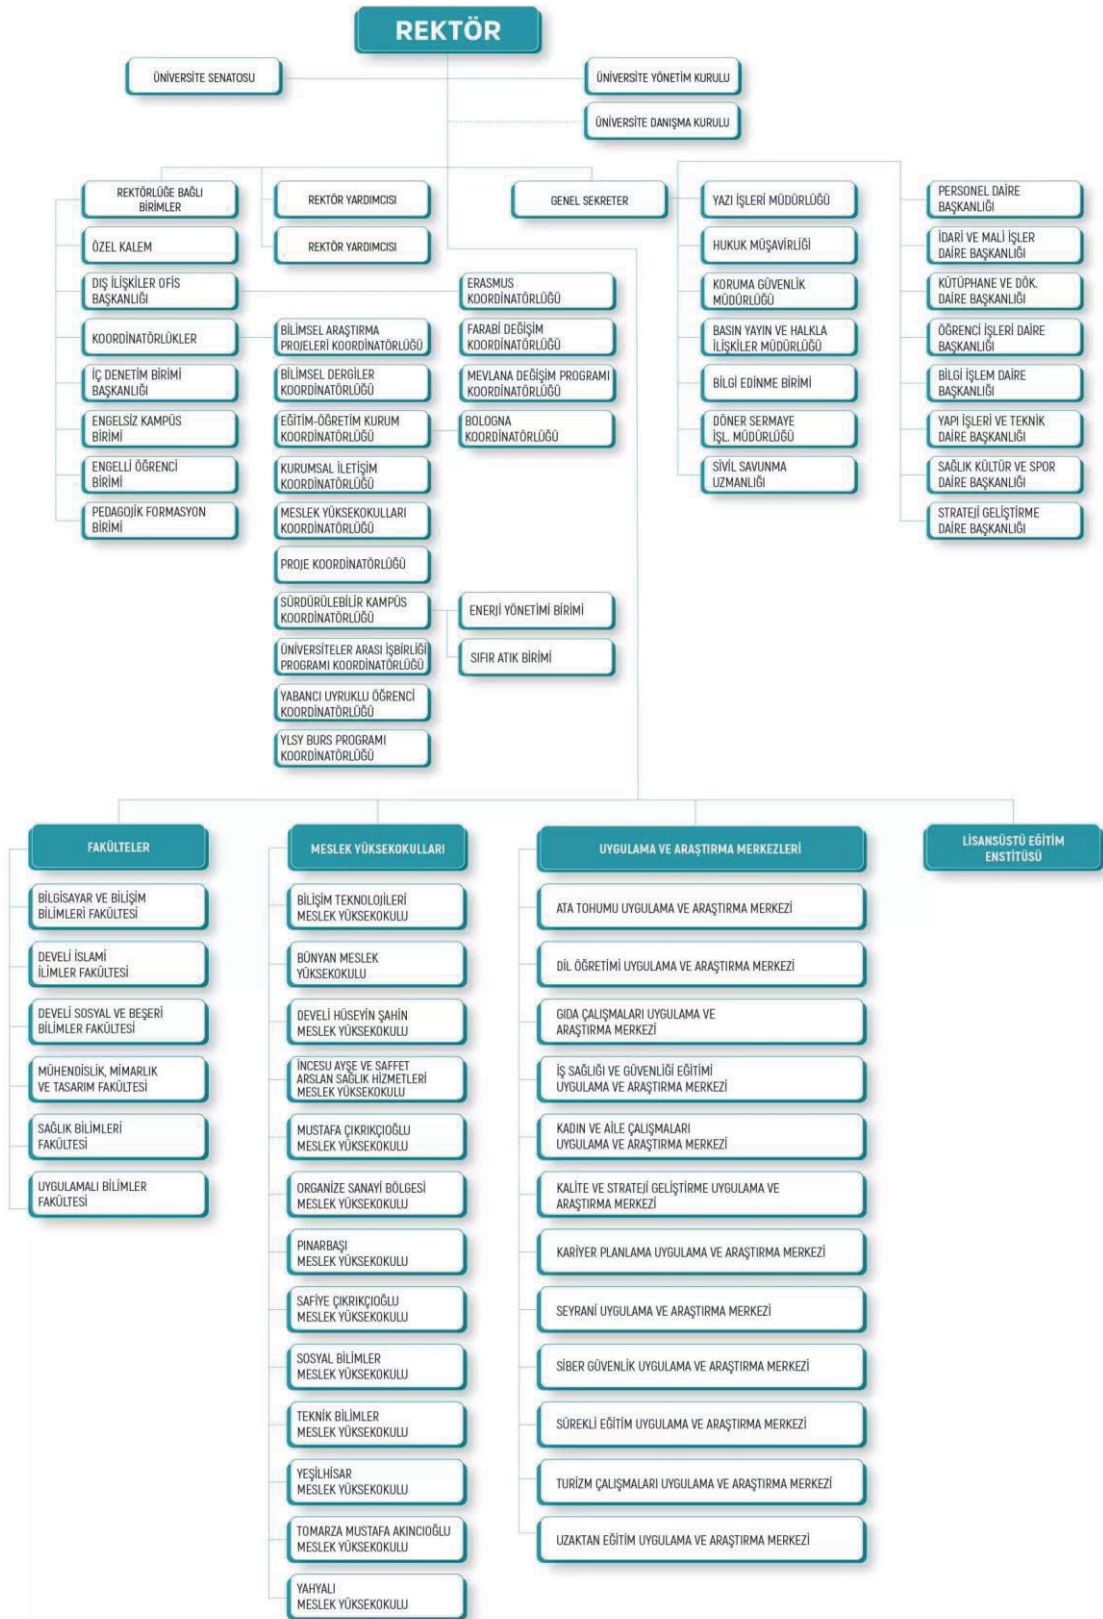 REKTÖR
ÜNİVERSİTE SENATOSU
ÜNİVERSİTE YÖNETİM KURULU
ÜNİVERSİTE DANIŞMA KURULU
REKTÖRLÜĞE BAĞLI
BİRİMLER
ÖZEL KALEM
DIŞ İLİŞKİLER OFİS
BAŞKANLIĞI
KOORDİNATÖRLÜKLER
İÇ DENETİM BİRİMİ
BAŞKANLIĞI
ENGELSİZ KAMPÜS
BİRİMİ
ENGELLİ ÖĞRENCİ
BİRİMİ
PEDAGOJİK FORMASYON
BİRİMİ
REKTÖR YARDIMCISI
REKTÖR YARDIMCISI
BİLİMSEL ARAŞTIRMA
PROJELERİ KOORDİNATÖRLÜĞÜ
BİLİMSEL DERGİLER
KOORDİNATÖRLÜĞÜ
EĞİTİM-ÖĞRETİM KURUM
KOORDİNATÖRLÜĞÜ
KURUMSAL İLETİŞİM
KOORDİNATÖRLÜĞÜ
MESLEK YÜKSEKOKULLARI
KOORDİNATÖRLÜĞÜ
PROJE KOORDİNATÖRLÜĞÜ
SÜRDÜRÜLEBİLİR KAMPÜS
KOORDİNATÖRLÜĞÜ
ÜNİVERSİTELER ARASI İŞBİRLİĞİ
PROGRAMI KOORDİNATÖRLÜĞÜ
YABANCI UYRUKLU ÖĞRENCİ
KOORDİNATÖRLÜĞÜ
YLSY BURS PROGRAMI
KOORDİNATÖRLÜĞÜ
ERASMUS
KOORDİNATÖRLÜĞÜ
FARABİ DEĞİŞİM
KOORDİNATÖRLÜĞÜ
MEVLANA DEĞİŞİM PROGRAMI
KOORDİNATÖRLÜĞÜ
BOLOGNA
KOORDİNATÖRLÜĞÜ
ENERJİ YÖNETİMİ BİRİMİ
SIFIR ATIK BİRİMİ
GENEL SEKRETER
YAZI İŞLERİ MÜDÜRLÜĞÜ
HUKUK MÜŞAVİRLİĞİ
KORUMA GÜVENLİK
MÜDÜRLÜĞÜ
BASIN YAYIN VE HALKLA
İLİŞKİLER MÜDÜRLÜĞÜ
BİLGİ EDİNME BİRİMİ
DÖNER SERMAYE
İŞL. MÜDÜRLÜĞÜ
SİVİL SAVUNMA
UZMANLIĞI
PERSONEL DAİRE
BAŞKANLIĞI
İDARİ VE MALİ İŞLER
DAİRE BAŞKANLIĞI
KÜTÜPHANE VE DÖK.
DAİRE BAŞKANLIĞI
ÖĞRENCİ İŞLERİ DAİRE
BAŞKANLIĞI
BİLGİ İŞLEM DAİRE
BAŞKANLIĞI
YAPI İŞLERİ VE TEKNİK
DAİRE BAŞKANLIĞI
SAĞLIK KÜLTÜR VE SPOR
DAİRE BAŞKANLIĞI
STRATEJİ GELİŞTİRME
DAİRE BAŞKANLIĞI
FAKÜLTELER
BİLGİSAYAR VE BİLİŞİM
BİLİMLERİ FAKÜLTESİ
DEVELİ İSLAMİ
İLİMLER FAKÜLTESİ
DEVELİ SOSYAL VE BEŞERİ
BİLİMLER FAKÜLTESİ
MÜHENDİSLİK, MİMARLIK
VE TASARIM FAKÜLTESİ
SAĞLIK BİLİMLERİ
FAKÜLTESİ
UYGULAMALI BİLİMLER
FAKÜLTESİ
MESLEK YÜKSEKOKULLARI
BİLİŞİM TEKNOLOJİLERİ
MESLEK YÜKSEKOKULU
BÜNYAN MESLEK
YÜKSEKOKULU
DEVELİ HÜSEYİN ŞAHİN
MESLEK YÜKSEKOKULU
İNCESU AYŞE VE SAFFET
ARSLAN SAĞLIK HİZMETLERİ
MESLEK YÜKSEKOKULU
MUSTAFA ÇIKRIKÇIOĞLU
MESLEK YÜKSEKOKULU
ORGANİZE SANAYİ BÖLGESİ
MESLEK YÜKSEKOKULU
PINARBAŞI
MESLEK YÜKSEKOKULU
SAFİYE ÇIKRIKÇIOĞLU
MESLEK YÜKSEKOKULU
SOSYAL BİLİMLER
MESLEK YÜKSEKOKULU
TEKNİK BİLİMLER
MESLEK YÜKSEKOKULU
YEŞİLHİSAR
MESLEK YÜKSEKOKULU
TOMARZA MUSTAFA AKINCIOĞLU
MESLEK YÜKSEKOKULU
YAHYALI
MESLEK YÜKSEKOKULU
UYGULAMA VE ARAŞTIRMA MERKEZLERİ
ATA TOHUMU UYGULAMA VE ARAŞTIRMA MERKEZİ
DİL ÖĞRETİMİ UYGULAMA VE ARAŞTIRMA MERKEZİ
GIDA ÇALIŞMALARI UYGULAMA VE
ARAŞTIRMA MERKEZİ
İŞ SAĞLIĞI VE GÜVENLİĞİ EĞİTİMİ
UYGULAMA VE ARAŞTIRMA MERKEZİ
KADIN VE AİLE ÇALIŞMALARI
UYGULAMA VE ARAŞTIRMA MERKEZİ
KALİTE VE STRATEJİ GELİŞTİRME UYGULAMA VE
ARAŞTIRMA MERKEZİ
KARİYER PLANLAMA UYGULAMA VE ARAŞTIRMA MERKEZİ
SEYRANİ UYGULAMA VE ARAŞTIRMA MERKEZİ
SİBER GÜVENLİK UYGULAMA VE ARAŞTIRMA MERKEZİ
SÜREKLİ EĞİTİM UYGULAMA VE ARAŞTIRMA MERKEZİ
TURİZM ÇALIŞMALARI UYGULAMA VE ARAŞTIRMA MERKEZİ
UZAKTAN EĞİTİM UYGULAMA VE ARAŞTIRMA MERKEZİ
LİSANSÜSTÜ EĞİTİM
ENSTİTÜSÜ